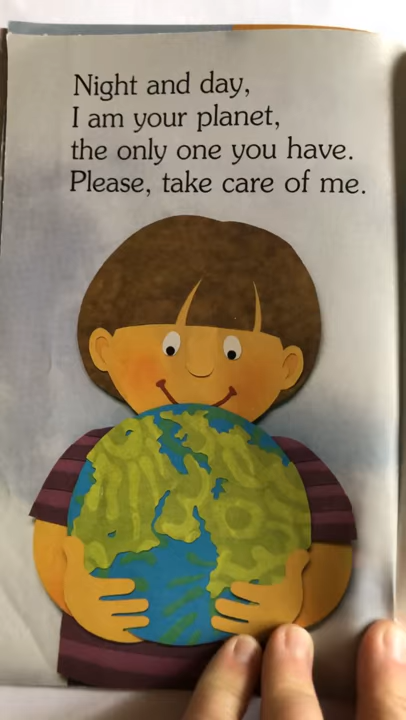 Night and day,
I am your planet,
the only one you have.
Please, take care of me.